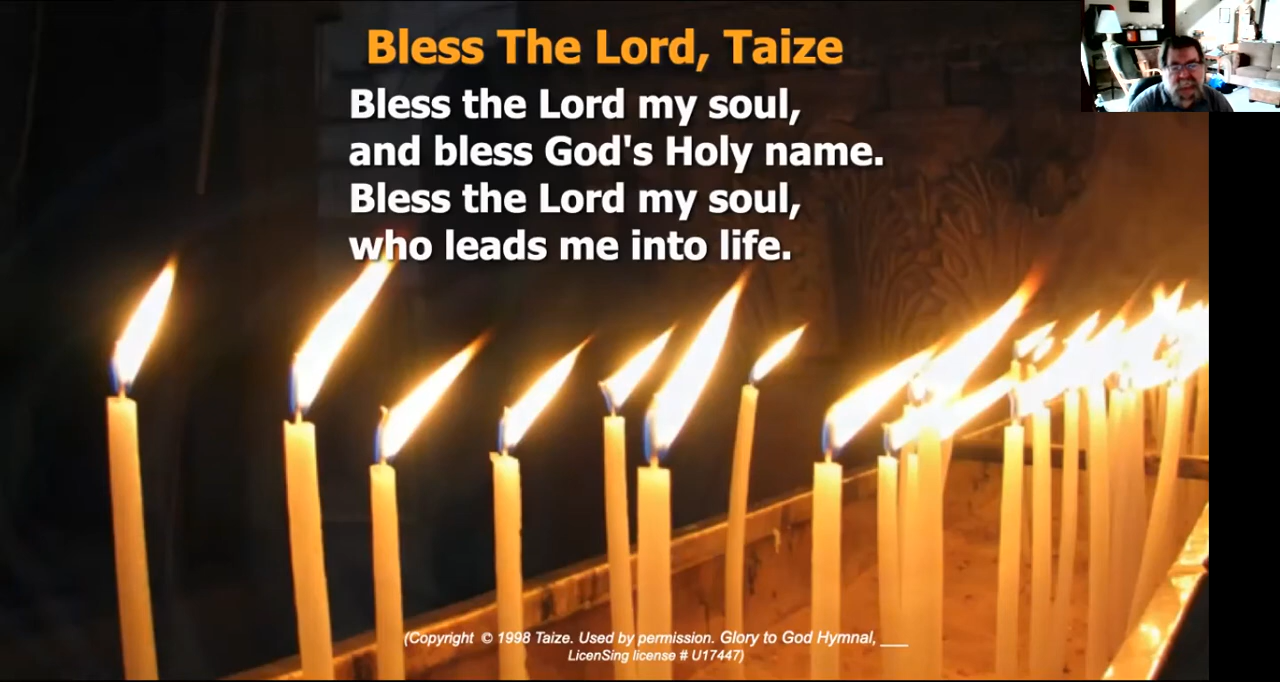 Bless The Lord, Taize
Bless the Lord my soul,
and bless God's Holy name.
Bless the Lord my soul,
who leads me into life.
(Copyright © 1998 Taize. Used by permission. Glory to God Hymnal, ___
LicenSing license # U17447)